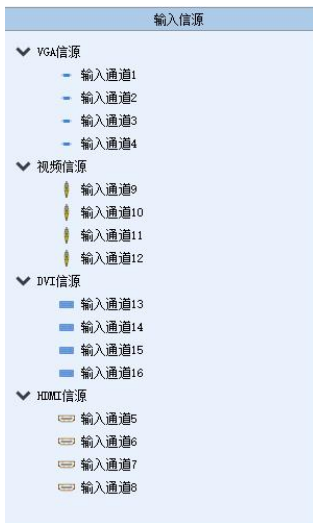 输入信源
VGA信源
输入通道1
输入通道2
输入通道3
输入通道4
视频信源
输入通道9
输入通道10
输入通道11
输入通道12
DVI信源
输入通道13
输入通道14
输入通道15
输入通道16
HDMI信源
输入通道5
输入通道6
输入通道7
输入通道8